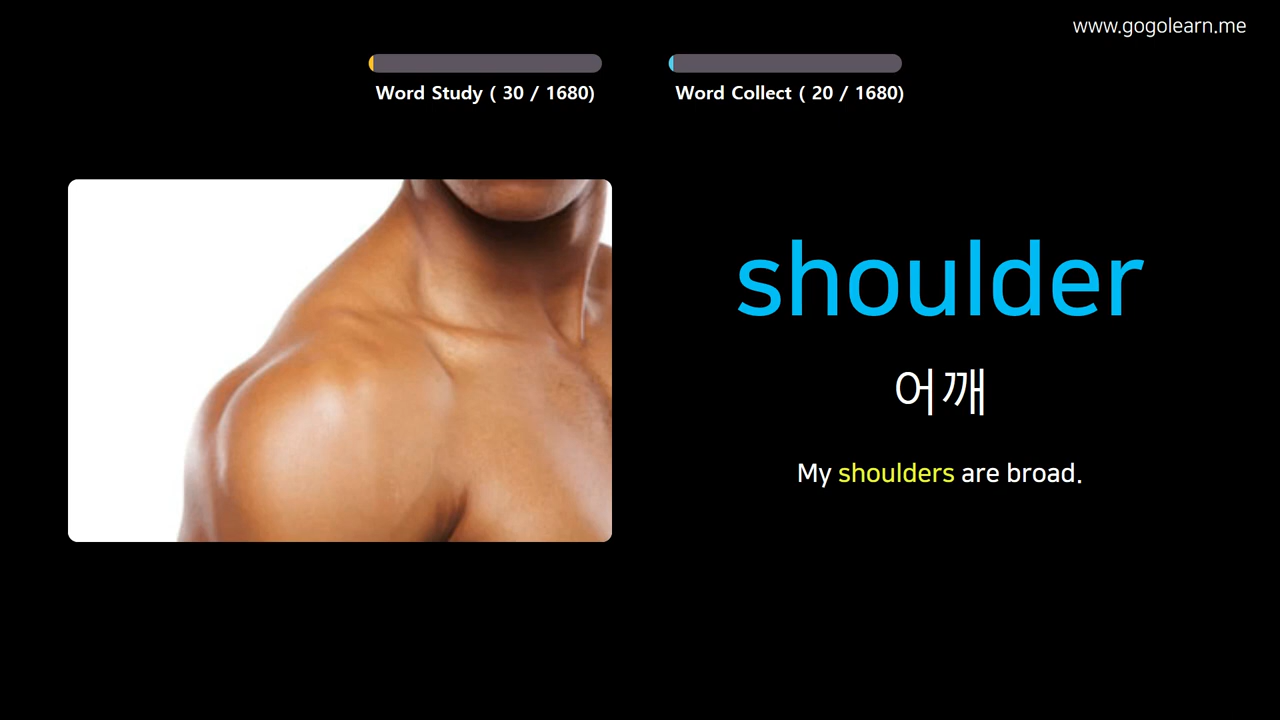 www.gogolearn.me
Word Study ( 30 / 1680)
Word Collect ( 20 / 1680)
shoulder
어깨
My shoulders are broad.